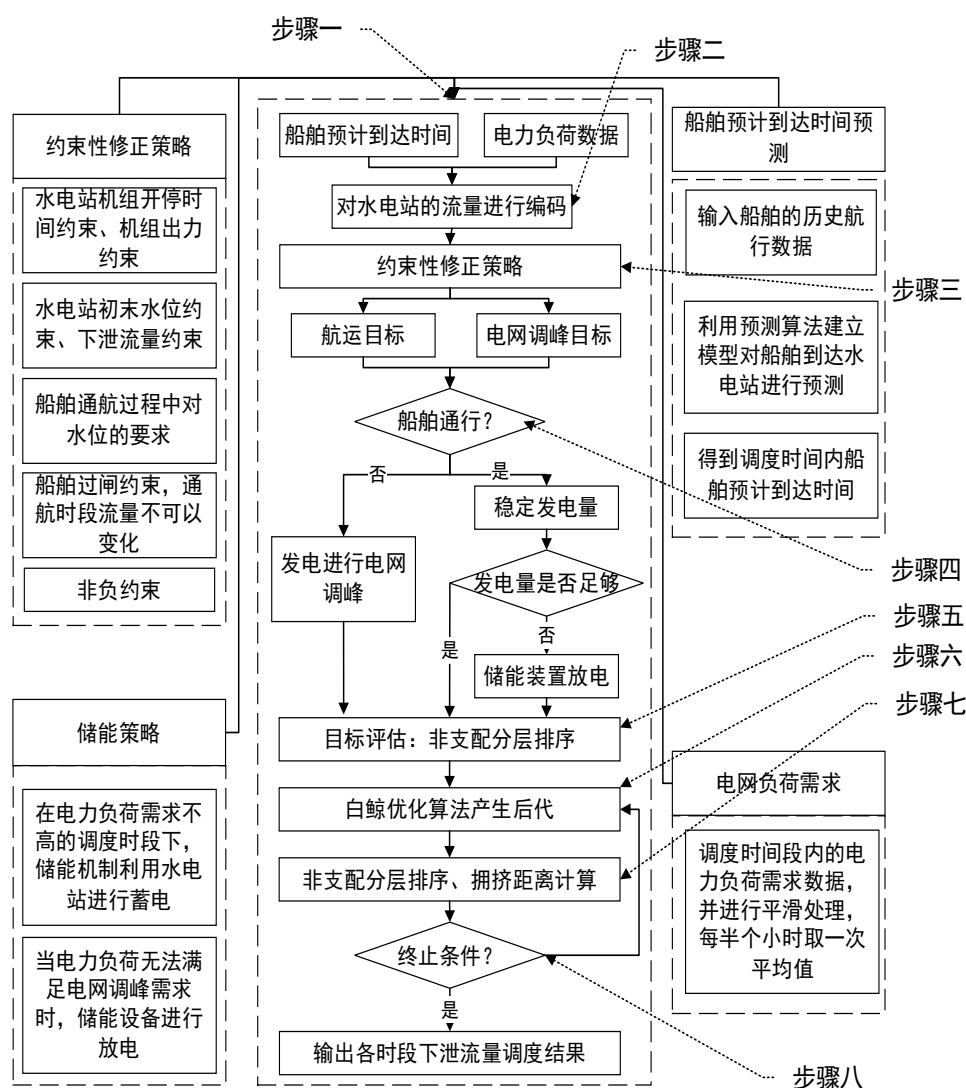 步骤一
步骤二
约束性修正策略
水电站机组开停时
间约束、机组出力
约束
水电站初末水位约
束、下泄流量约束
船舶通航过程中对
水位的要求
船舶过闸约束，通
航时段流量不可以
变化
非负约束
储能策略
在电力负荷需求不
高的调度时段下，
储能机制利用水电
站进行蓄电
当电力负荷无法满
足电网调峰需求
时，储能设备进行
放电
船舶预计到达时间
电力负荷数据
对水电站的流量进行编码
约束性修正策略
航运目标
电网调峰目标
船舶通行？
否
是
稳定发电量
发电进行电网
调峰
发电量是否足够
是
否
储能装置放电
目标评估：非支配分层排序
白鲸优化算法产生后代
非支配分层排序、拥挤距离计算
终止条件？
是
输出各时段下泄流量调度结果
船舶预计到达时间预
测
输入船舶的历史航
行数据
利用预测算法建立
模型对船舶到达水
电站进行预测
得到调度时间内船
舶预计到达时间
步骤三
步骤四
步骤五
步骤六
步骤七
电网负荷需求
调度时间段内的电
力负荷需求数据，
并进行平滑处理，
每半个小时取一次
平均值
步骤八